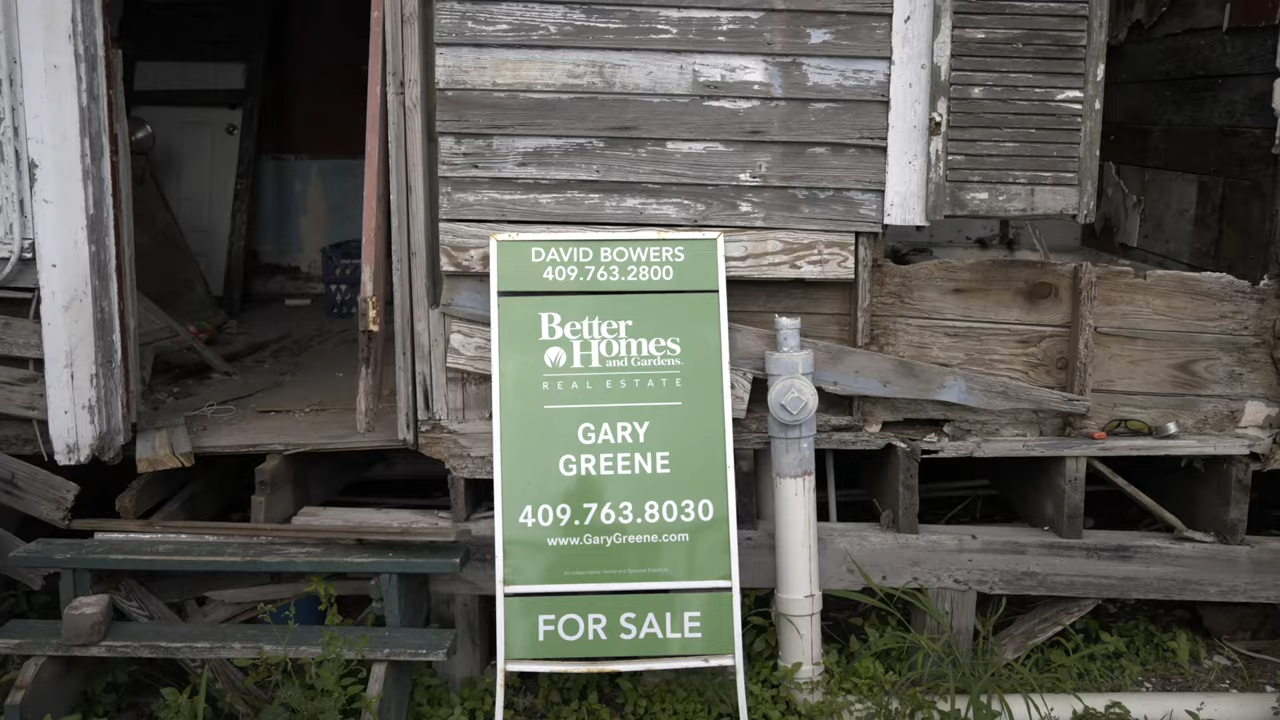 DAVID BOWERS
409.763.2800
Better
Homes
and Gardens
REAL ESTATE
GARY
GREENE
409.763.8030
www.GaryGreene.com
FOR SALE